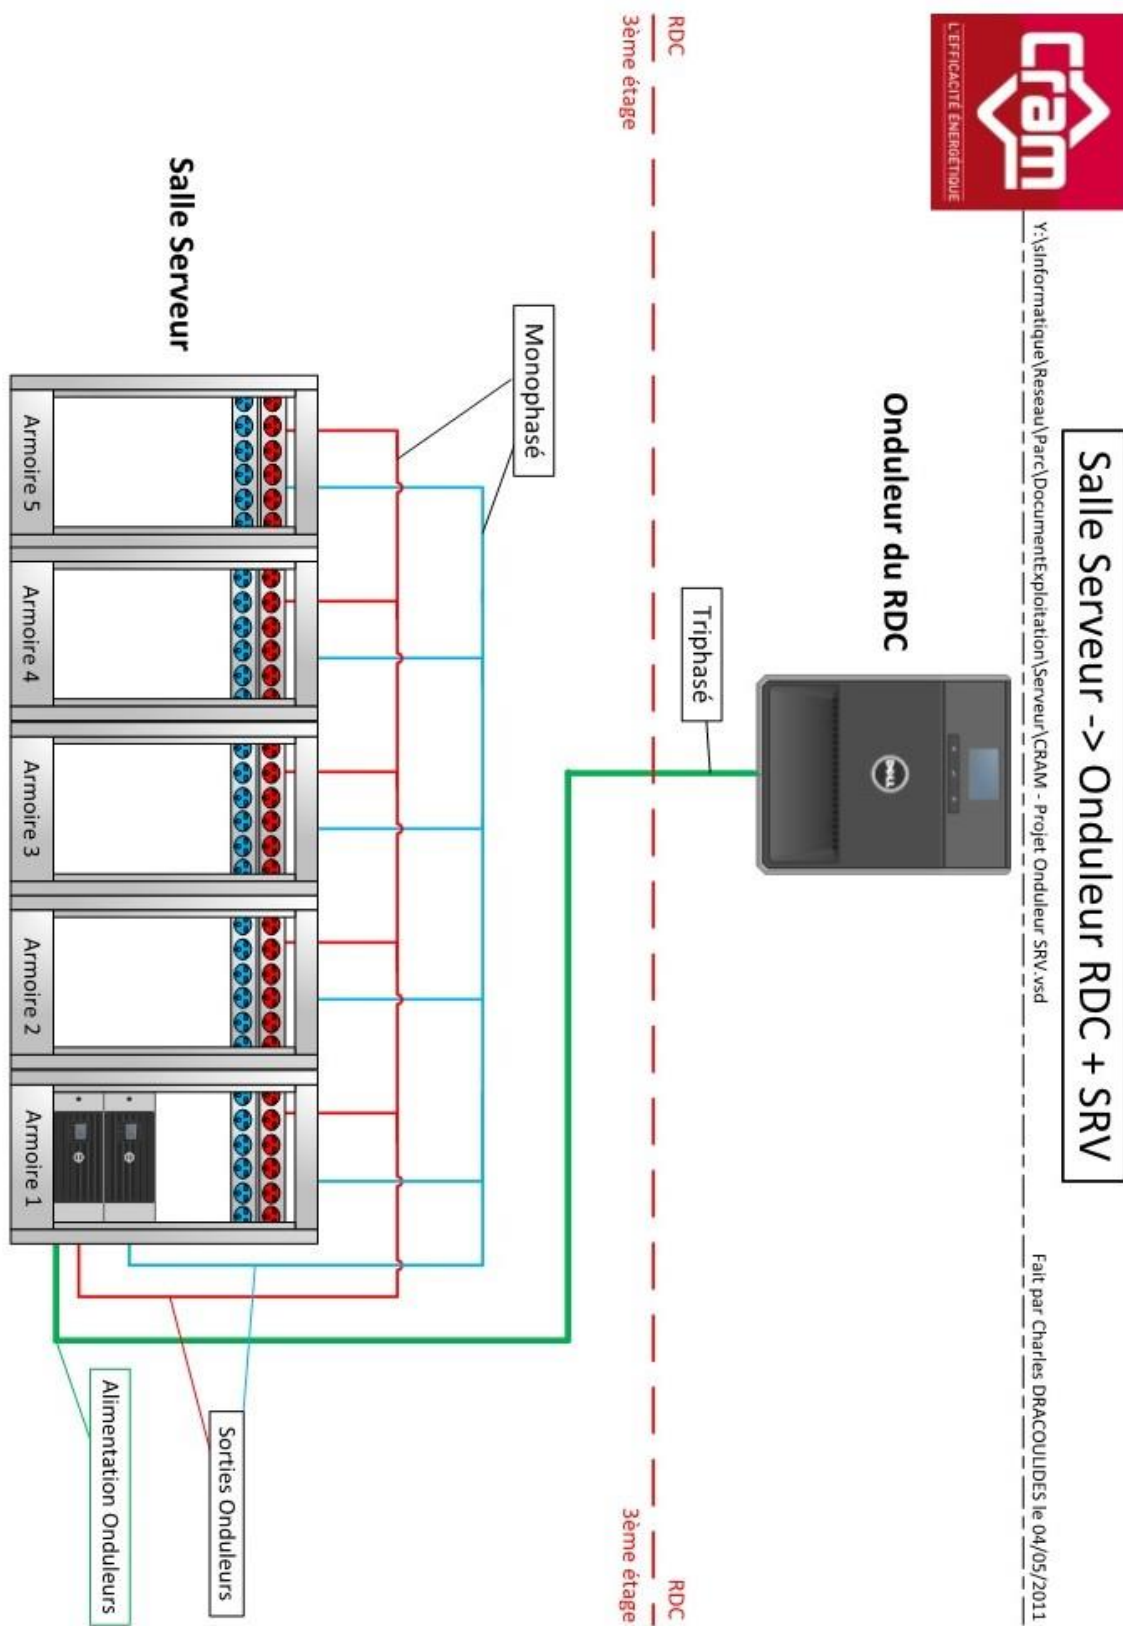 cram
L'EFFICACITÉ ÉNERGÉTIQUE
Salle Serveur -> Onduleur RDC + SRV
Y:\sInformatique\Reseau\Parc\DocumentExploitation\Serveur\CRAM - Projet Onduleur SRV.vsd
Fait par Charles DRACOULIDES le 04/05/2011
Onduleur du RDC
DELL
Triphasé
RDC
RDC
3ème étage
3ème étage
Monophasé
Salle Serveur
Sorties Onduleurs
Alimentation Onduleurs
Armoire 5
Armoire 4
Armoire 3
Armoire 2
Armoire 1